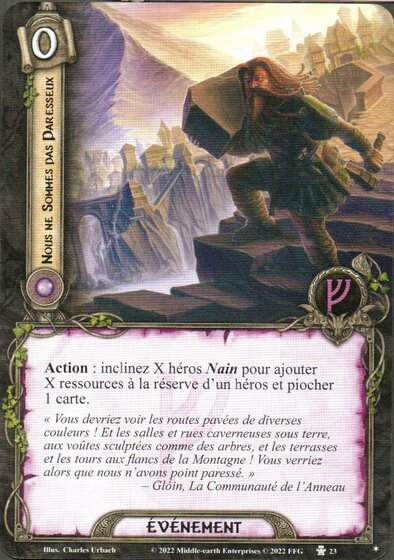 0
Nous ne Sommes pas Paresseux
Action : inclinez X héros Nain pour ajouter
X ressources à la réserve d'un héros et piocher
1 carte.
« Vous devriez voir les routes pavées de diverses
couleurs ! Et les salles et rues caverneuses sous terre,
aux voûtes sculptées comme des arbres, et les terrasses
et les tours aux flancs de la Montagne ! Vous verriez
alors que nous n'avons point paressé. »
– Glóin, La Communauté de l'Anneau
ÉVÉNEMENT
Illus. Charles Urbach © 2022 Middle-earth Enterprises © 2022 FFG 23